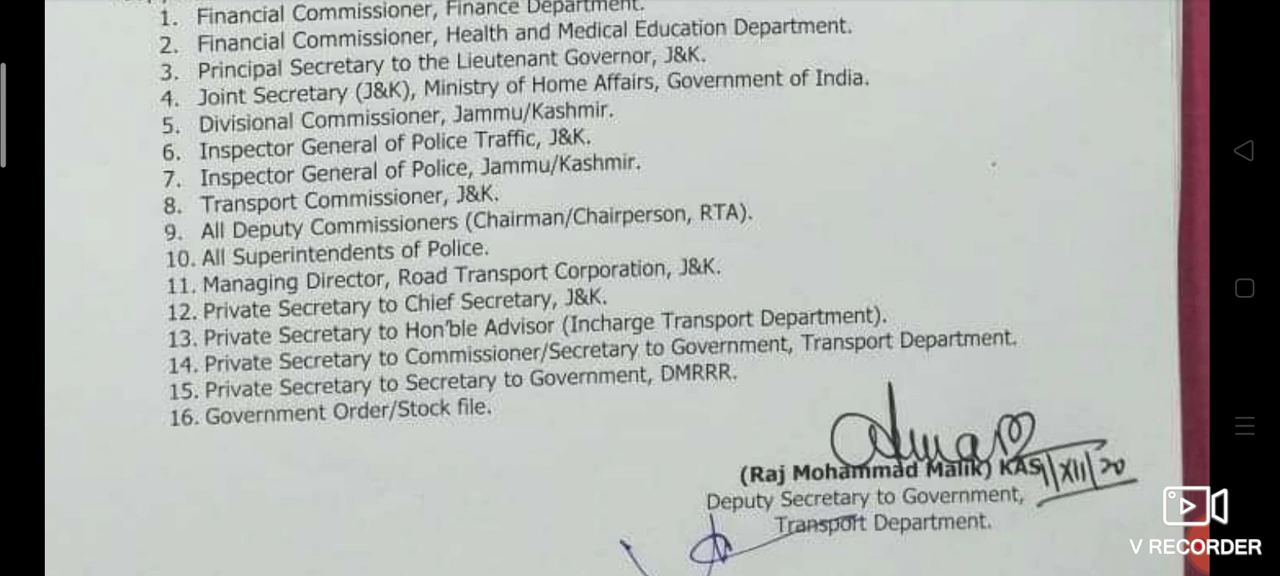 1. Financial Commissioner, Finance Department.
2. Financial Commissioner, Health and Medical Education Department.
3. Principal Secretary to the Lieutenant Governor, J&K.
4. Joint Secretary (J&K), Ministry of Home Affairs, Government of India.
5. Divisional Commissioner, Jammu/Kashmir.
6. Inspector General of Police Traffic, J&K.
7. Inspector General of Police, Jammu/Kashmir.
8. Transport Commissioner, J&K.
9. All Deputy Commissioners (Chairman/Chairperson, RTA).
10. All Superintendents of Police.
11. Managing Director, Road Transport Corporation, J&K.
12. Private Secretary to Chief Secretary, J&K.
13. Private Secretary to Hon'ble Advisor (Incharge Transport Department).
14. Private Secretary to Commissioner/Secretary to Government, Transport Department.
15. Private Secretary to Secretary to Government, DMRRR.
16. Government Order/Stock file.
(Raj Mohammad Malik) KAS
Deputy Secretary to Government,
Transport Department.
V RECORDER